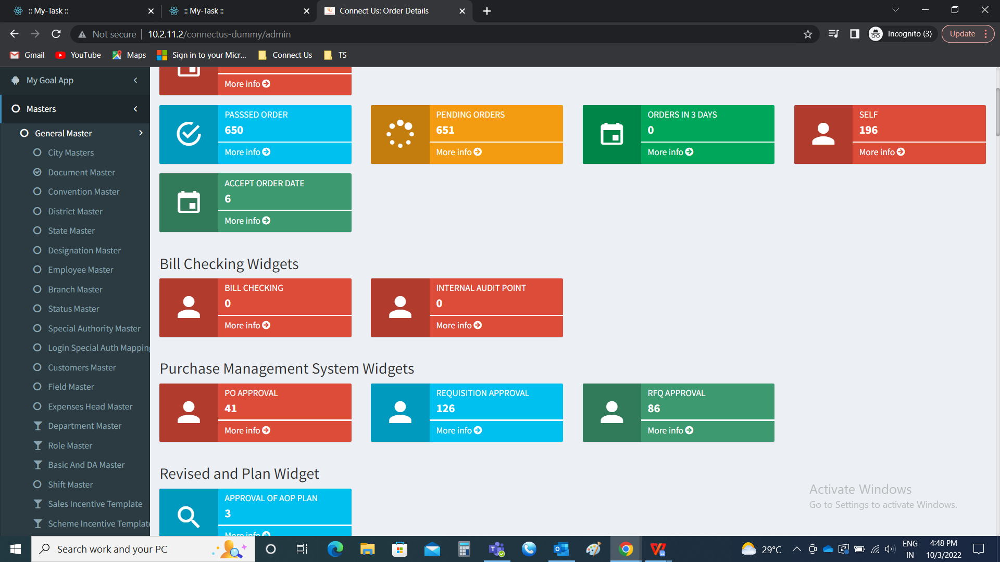 :: My-Task ::
:: My-Task ::
Connect Us: Order Details
Not secure
10.2.11.2/connectus-dummy/admin
Incognito (3)
Update
Gmail
YouTube
Maps
Sign in to your Micr...
Connect Us
TS
My Goal App
Masters
General Master
City Masters
Document Master
Convention Master
District Master
State Master
Designation Master
Employee Master
Branch Master
Status Master
Special Authority Master
Login Special Auth Mapping
Customers Master
Field Master
Expenses Head Master
Department Master
Role Master
Basic And DA Master
Shift Master
Sales Incentive Template
Scheme Incentive Template
More info
PASSSED ORDER
650
More info
PENDING ORDERS
651
More info
ORDERS IN 3 DAYS
0
More info
SELF
196
More info
ACCEPT ORDER DATE
6
More info
Bill Checking Widgets
BILL CHECKING
0
More info
INTERNAL AUDIT POINT
0
More info
Purchase Management System Widgets
PO APPROVAL
41
More info
REQUISITION APPROVAL
126
More info
RFQ APPROVAL
86
More info
Revised and Plan Widget
APPROVAL OF AOP PLAN
3
More info
Activate Windows
Go to Settings to activate Windows.
Search work and your PC
29°C
ENG
IN
4:48 PM
10/3/2022